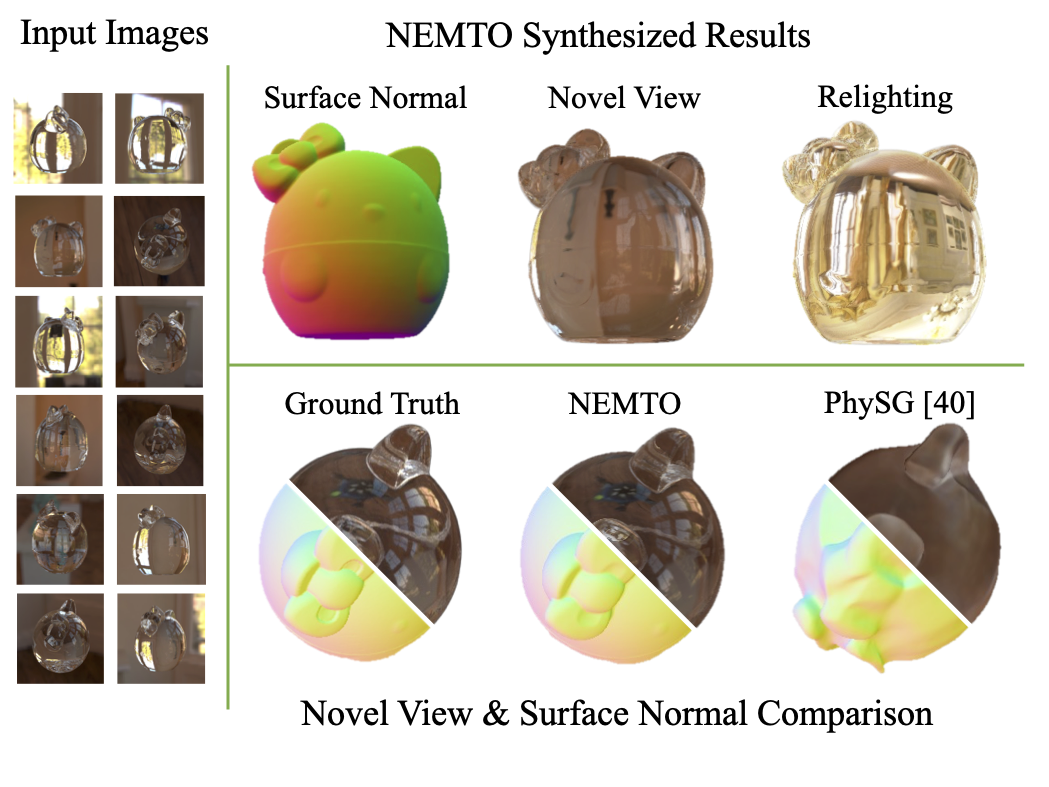 Input Images
NEMTO Synthesized Results
Surface Normal
Novel View
Relighting
Ground Truth
NEMTO
PhySG [40]
Novel View & Surface Normal Comparison